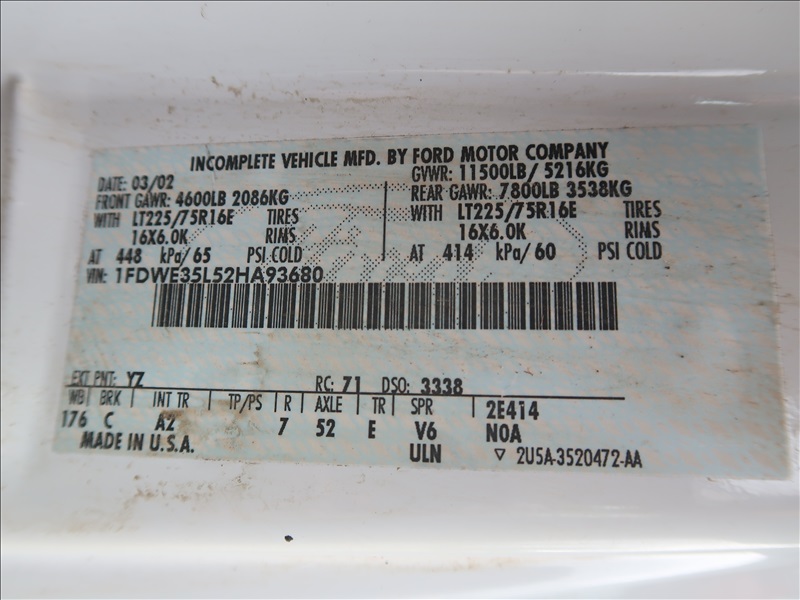 INCOMPLETE VEHICLE MFD. BY FORD MOTOR COMPANY
DATE: 03/02 GVWR: 11500LB/ 5216KG
FRONT GAWR: 4600LB 2086KG REAR GAWR: 7800LB 3538KG
WITH LT225/75R16E TIRES WITH LT225/75R16E TIRES
16X6.0K RIMS 16X6.0K RIMS
AT 448 kPa/65 PSI COLD AT 414 kPa/60 PSI COLD
VIN: 1FDWE35L52HA93680
EXT PNT: YZ RC: 71 DSO: 3338
WB BRK INT TR TP/PS R AXLE TR SPR 2E414
176 C A2 7 52 E V6 N0A
MADE IN U.S.A. ULN ▽ 2U5A-3520472-AA